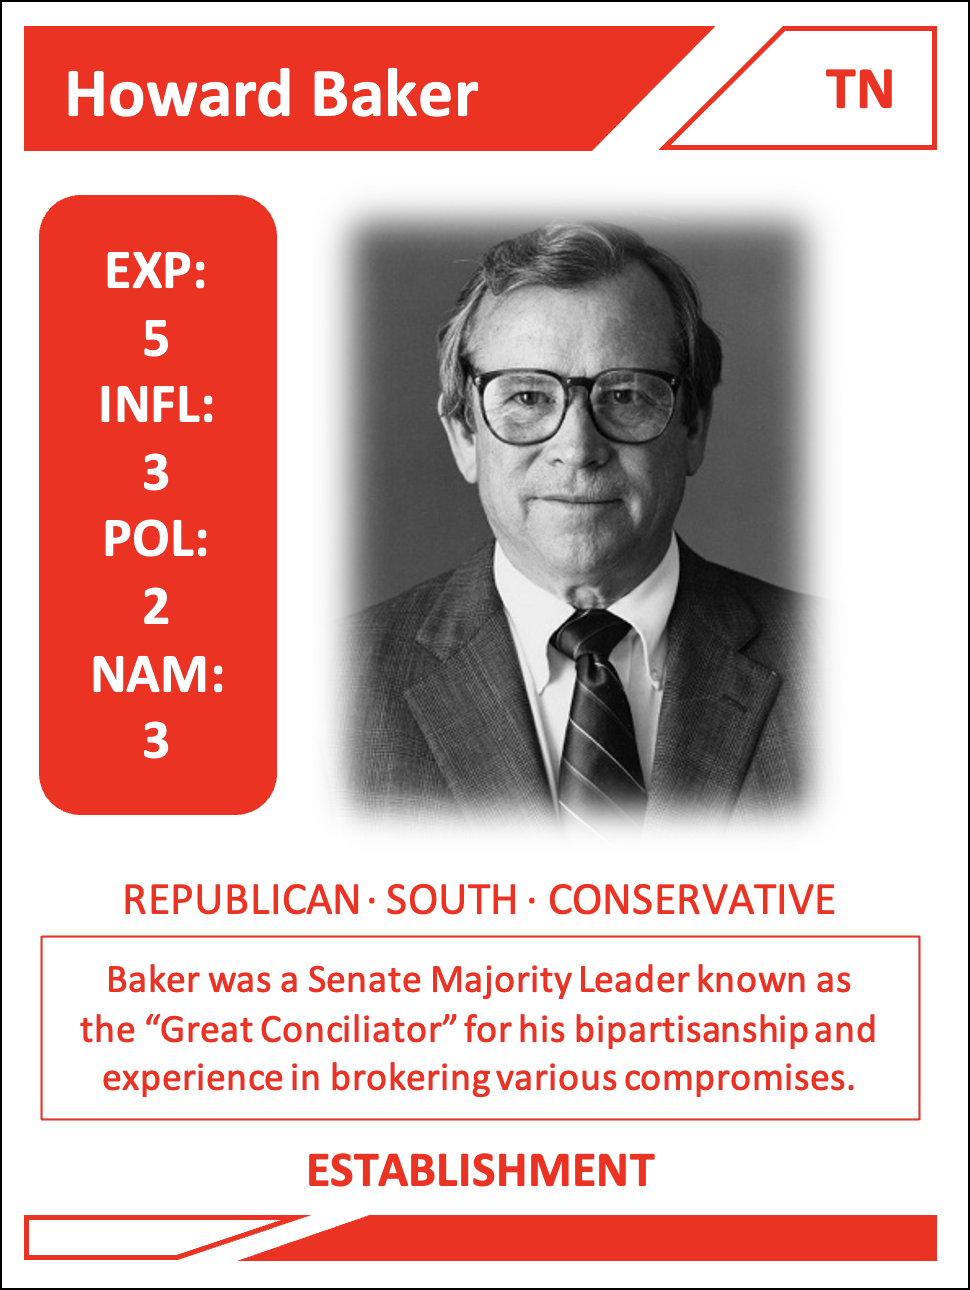 Howard Baker
TN
EXP:
5
INFL:
3
POL:
2
NAM:
3
REPUBLICAN · SOUTH · CONSERVATIVE
Baker was a Senate Majority Leader known as
the “Great Conciliator” for his bipartisanship and
experience in brokering various compromises.
ESTABLISHMENT